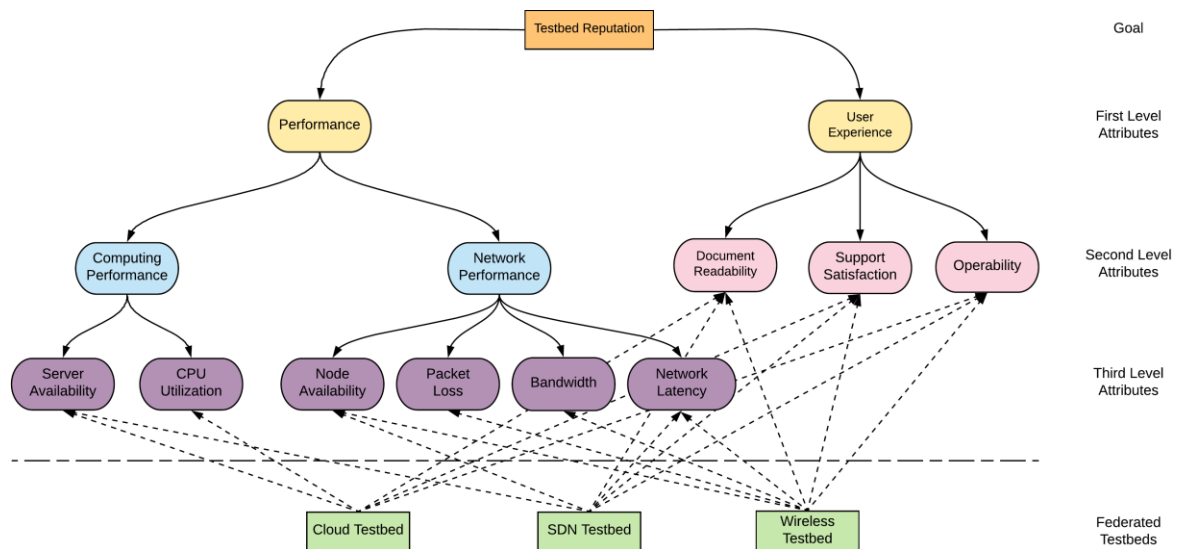 Testbed Reputation
Goal
Performance
User
Experience
First Level
Attributes
Computing
Performance
Network
Performance
Document
Readability
Support
Satisfaction
Operability
Second Level
Attributes
Server
Availability
CPU
Utilization
Node
Availability
Packet
Loss
Bandwidth
Network
Latency
Third Level
Attributes
Cloud Testbed
SDN Testbed
Wireless
Testbed
Federated
Testbeds